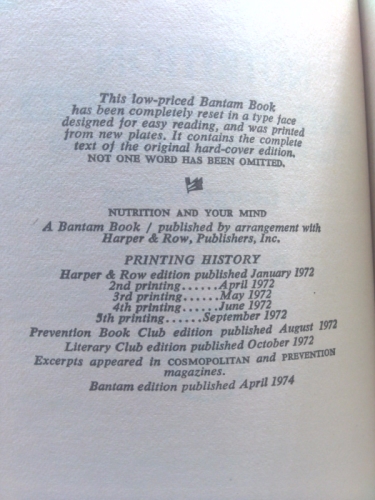 This low-priced Bantam Book
has been completely reset in a type face
designed for easy reading, and was printed
from new plates. It contains the complete
text of the original hard-cover edition.
NOT ONE WORD HAS BEEN OMITTED.
NUTRITION AND YOUR MIND
A Bantam Book / published by arrangement with
Harper & Row, Publishers, Inc.
PRINTING HISTORY
Harper & Row edition published January 1972
2nd printing......April 1972
3rd printing......May 1972
4th printing......June 1972
5th printing......September 1972
Prevention Book Club edition published August 1972
Literary Club edition published October 1972
Excerpts appeared in COSMOPOLITAN and PREVENTION
magazines.
Bantam edition published April 1974